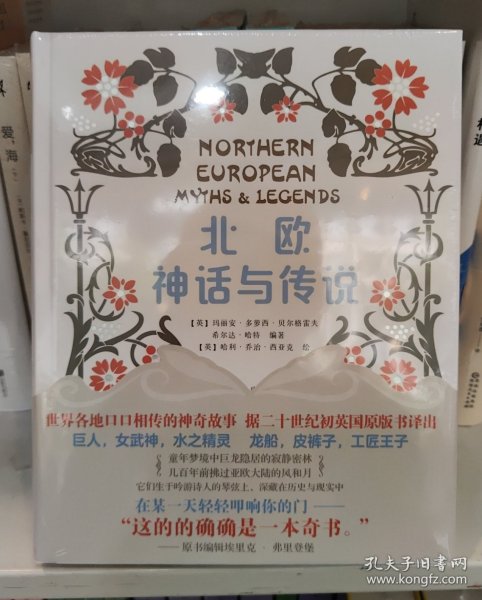 NORTHERN
EUROPEAN
MYTHS & LEGENDS
北 欧
神话与传说
【英】玛丽安·多萝西·贝尔格雷夫
希尔达·哈特 编著
【英】哈利·乔治·西亚克 绘
世界各地口口相传的神奇故事 据二十世纪初英国原版书译出
巨人，女武神，水之精灵 龙船，皮裤子，工匠王子
童年梦境中巨龙隐居的寂静密林
几百年前拂过亚欧大陆的风和月
它们生于吟游诗人的琴弦上、深藏在历史与现实中
在某一天轻轻叩响你的门——
“这的的确确是一本奇书。”
——原书编辑埃里克·弗里登堡
爱，海
孔夫子旧书网
www.kongfz.com